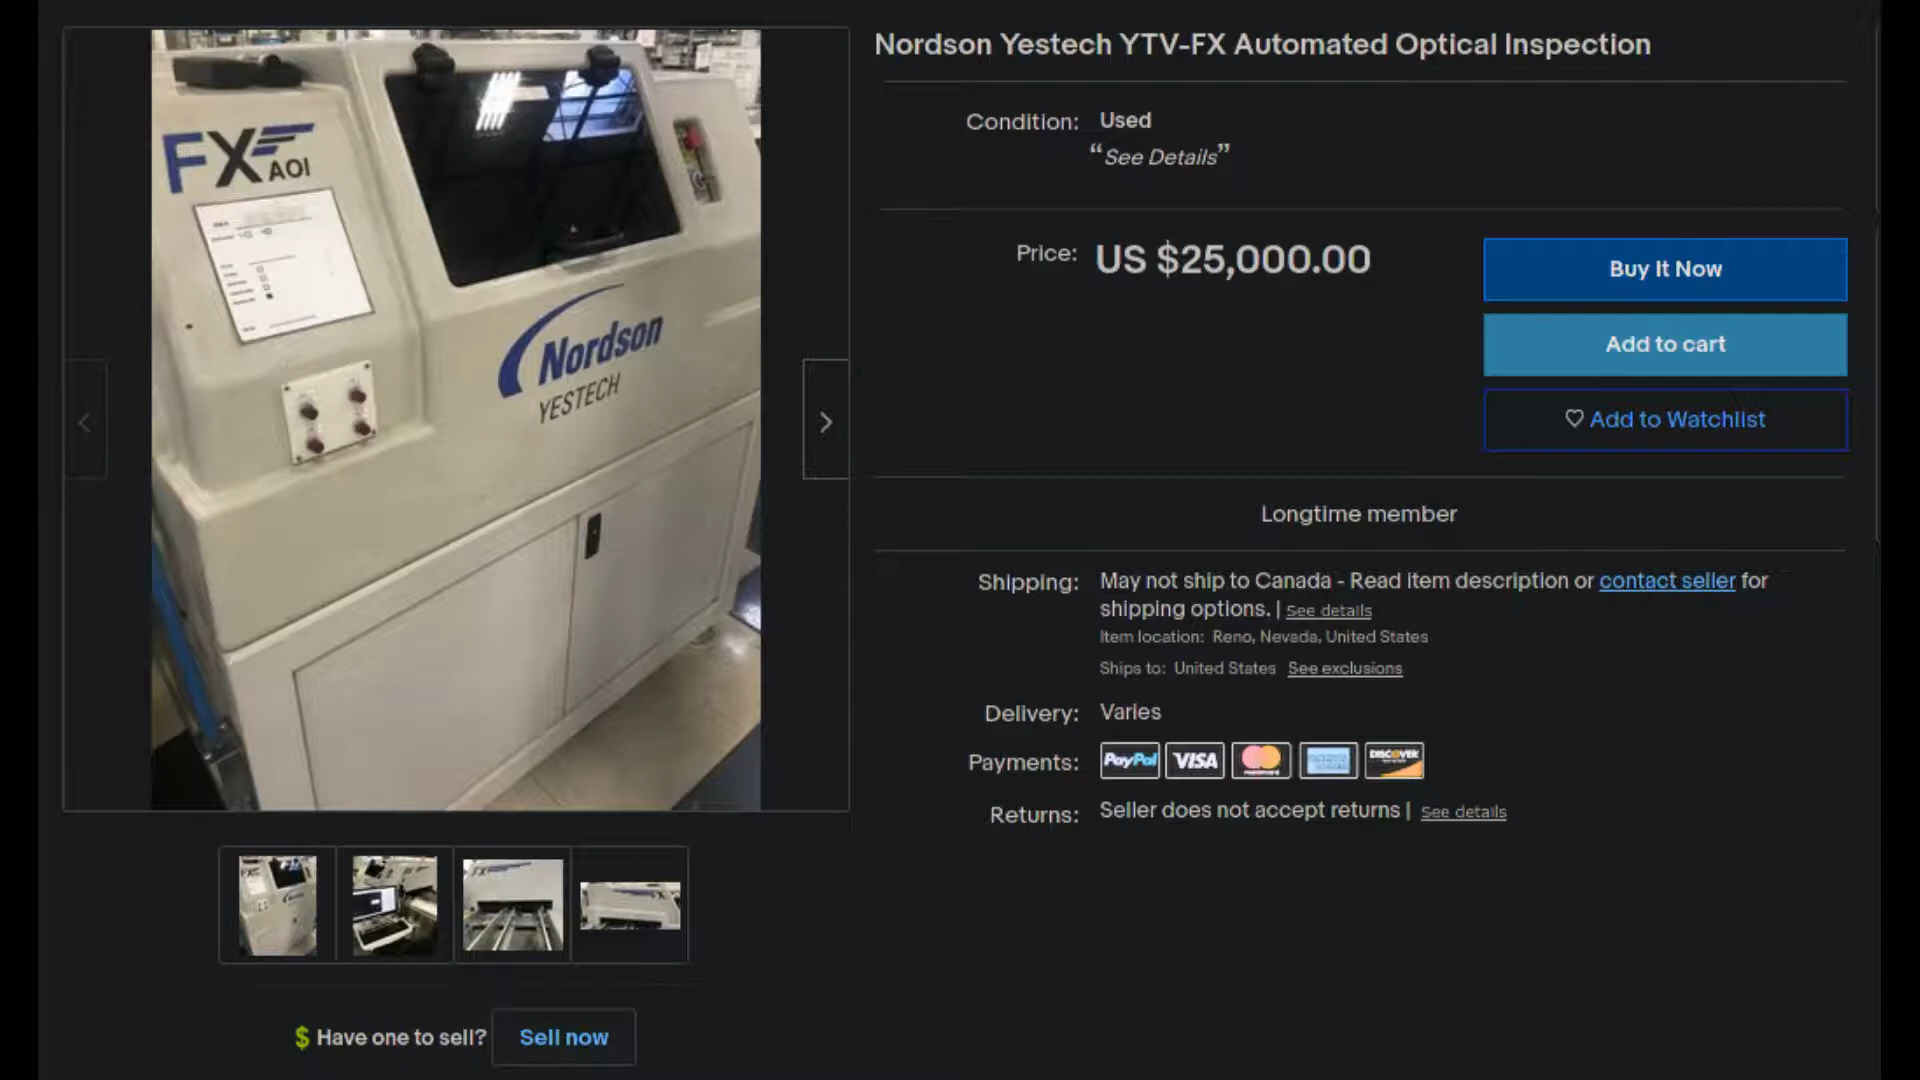 Nordson Yestech YTV-FX Automated Optical Inspection
Condition: Used
“See Details”
Price: US $25,000.00
Buy It Now
Add to cart
Add to Watchlist
Longtime member
Shipping: May not ship to Canada - Read item description or contact seller for
shipping options. | See details
Item location: Reno, Nevada, United States
Ships to: United States See exclusions
Delivery: Varies
Payments: PayPal VISA mastercard DISCOVER
Returns: Seller does not accept returns | See details
FX
AOI
Nordson
YESTECH
$ Have one to sell? Sell now